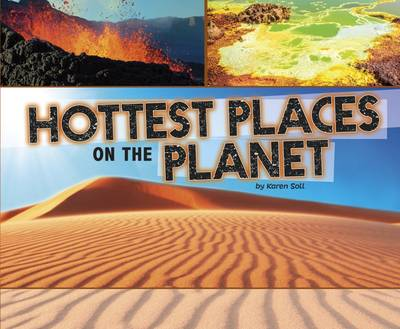 HOTTEST PLACES
ON THE PLANET
by Karen Soll